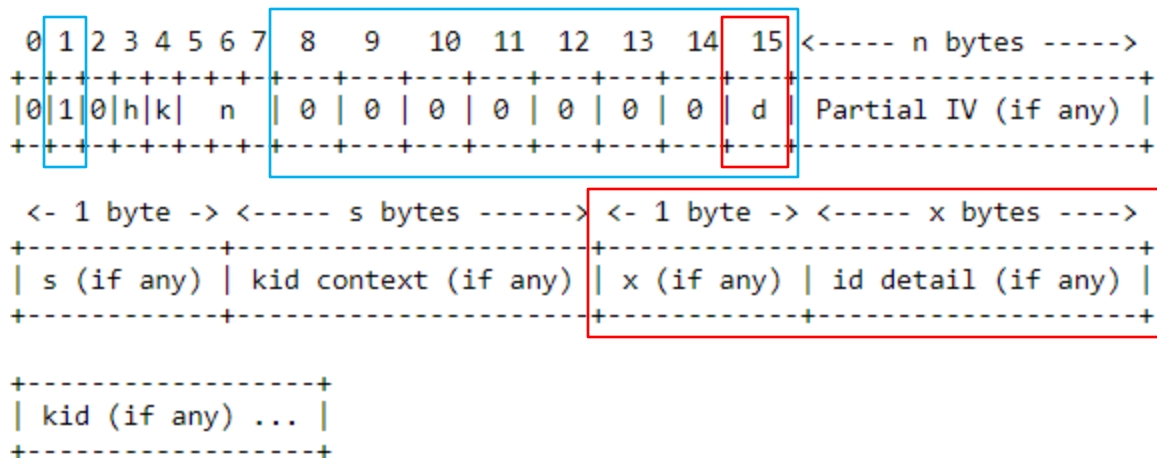 0 1 2 3 4 5 6 7 8 9 10 11 12 13 14 15 <----- n bytes ----->
+-+-+-+-+-+-+-+-+---+---+---+---+---+---+---+---+---------------------+
|0|1|0|h|k| n | 0 | 0 | 0 | 0 | 0 | 0 | 0 | d | Partial IV (if any) |
+-+-+-+-+-+-+-+-+---+---+---+---+---+---+---+---+---------------------+
<- 1 byte -> <----- s bytes ------> <- 1 byte -> <----- x bytes ---->
+------------+----------------------+------------+--------------------+
| s (if any) | kid context (if any) | x (if any) | id detail (if any) |
+------------+----------------------+------------+--------------------+
+------------------+
| kid (if any) ... |
+------------------+